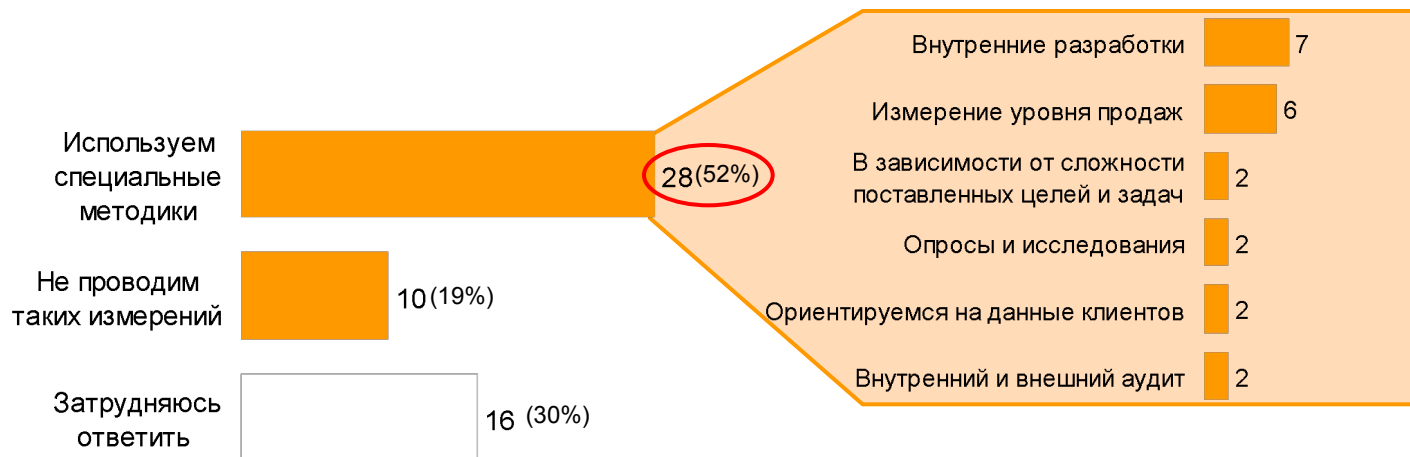 Используем
специальные
методики
28(52%)
Не проводим
таких измерений
10(19%)
Затрудняюсь
ответить
16 (30%)
Внутренние разработки
7
Измерение уровня продаж
6
В зависимости от сложности
поставленных целей и задач
2
Опросы и исследования
2
Ориентируемся на данные клиентов
2
Внутренний и внешний аудит
2